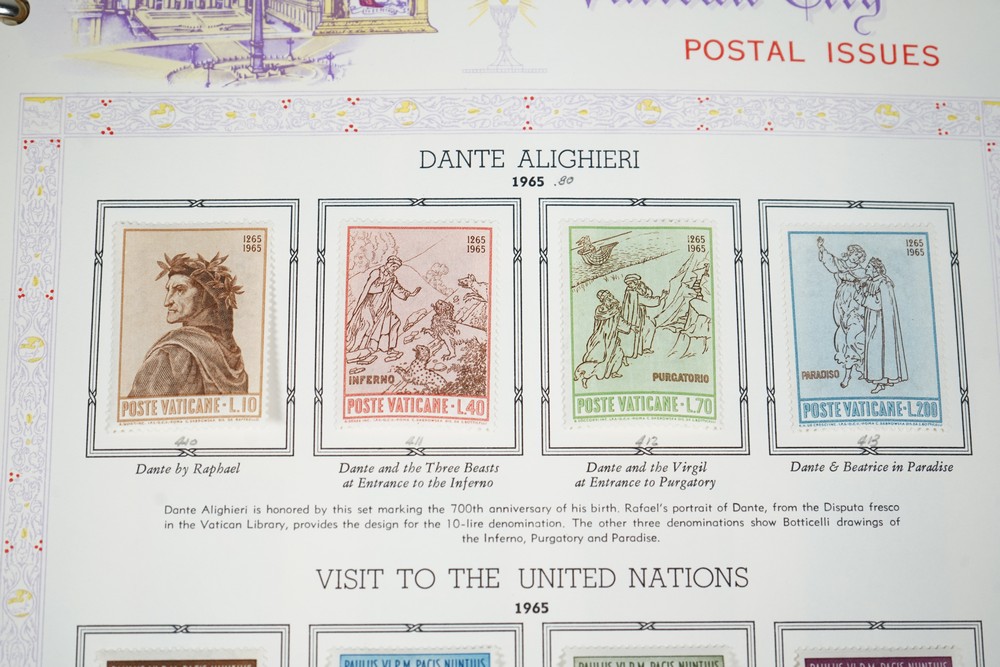 Vatican City
POSTAL ISSUES
DANTE ALIGHIERI
1965 .80
1265
1965
POSTE VATICANE·L.10
410
Dante by Raphael
1265
1965
INFERNO
POSTE VATICANE·L.40
411
Dante and the Three Beasts
at Entrance to the Inferno
1265
1965
PURGATORIO
POSTE VATICANE·L.70
412
Dante and the Virgil
at Entrance to Purgatory
1265
1965
PARADISO
POSTE VATICANE·L.200
413
Dante & Beatrice in Paradise
Dante Alighieri is honored by this set marking the 700th anniversary of his birth. Rafael's portrait of Dante, from the Disputa fresco
in the Vatican Library, provides the design for the 10-lire denomination. The other three denominations show Botticelli drawings of
the Inferno, Purgatory and Paradise.
VISIT TO THE UNITED NATIONS
1965
PAULUS VI P.M. PACIS NUNTIUS
PAULUS VI P.M. PACIS NUNTIUS
PAULUS VI P.M. PACIS NUNTIUS
PAULUS VI P.M. PACIS NUNTIUS